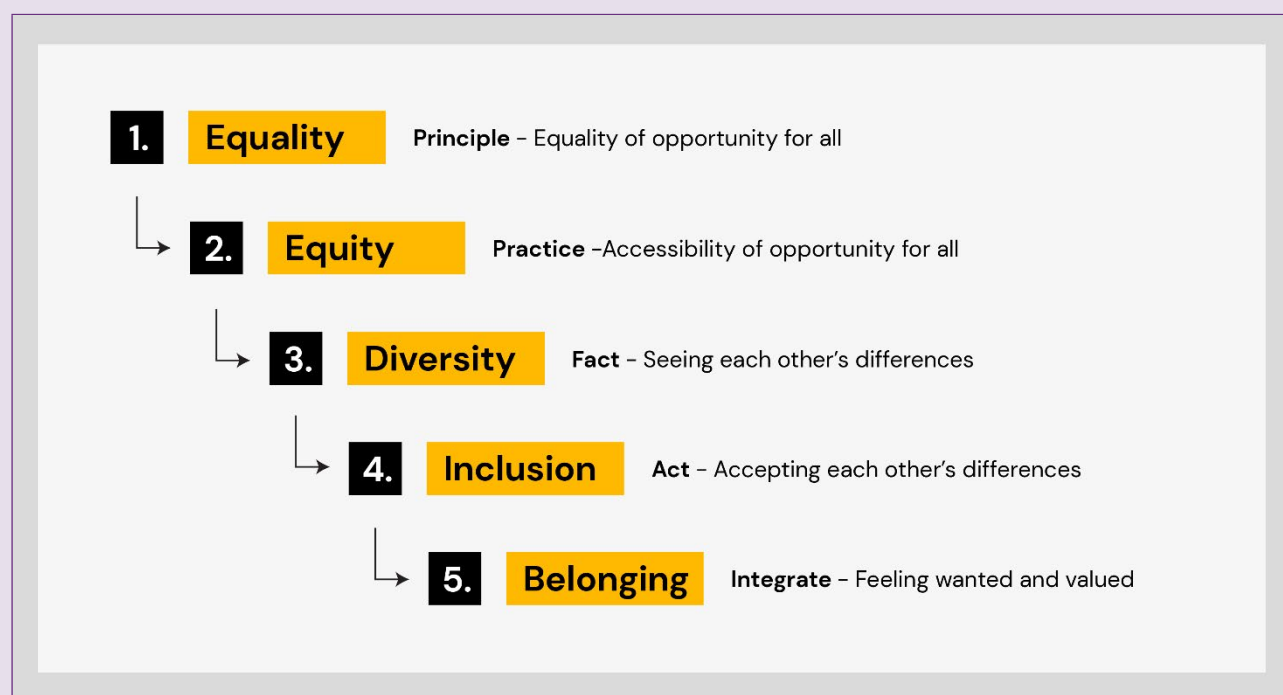 1. Equality Principle – Equality of opportunity for all
2. Equity Practice –Accessibility of opportunity for all
3. Diversity Fact – Seeing each other’s differences
4. Inclusion Act – Accepting each other’s differences
5. Belonging Integrate – Feeling wanted and valued